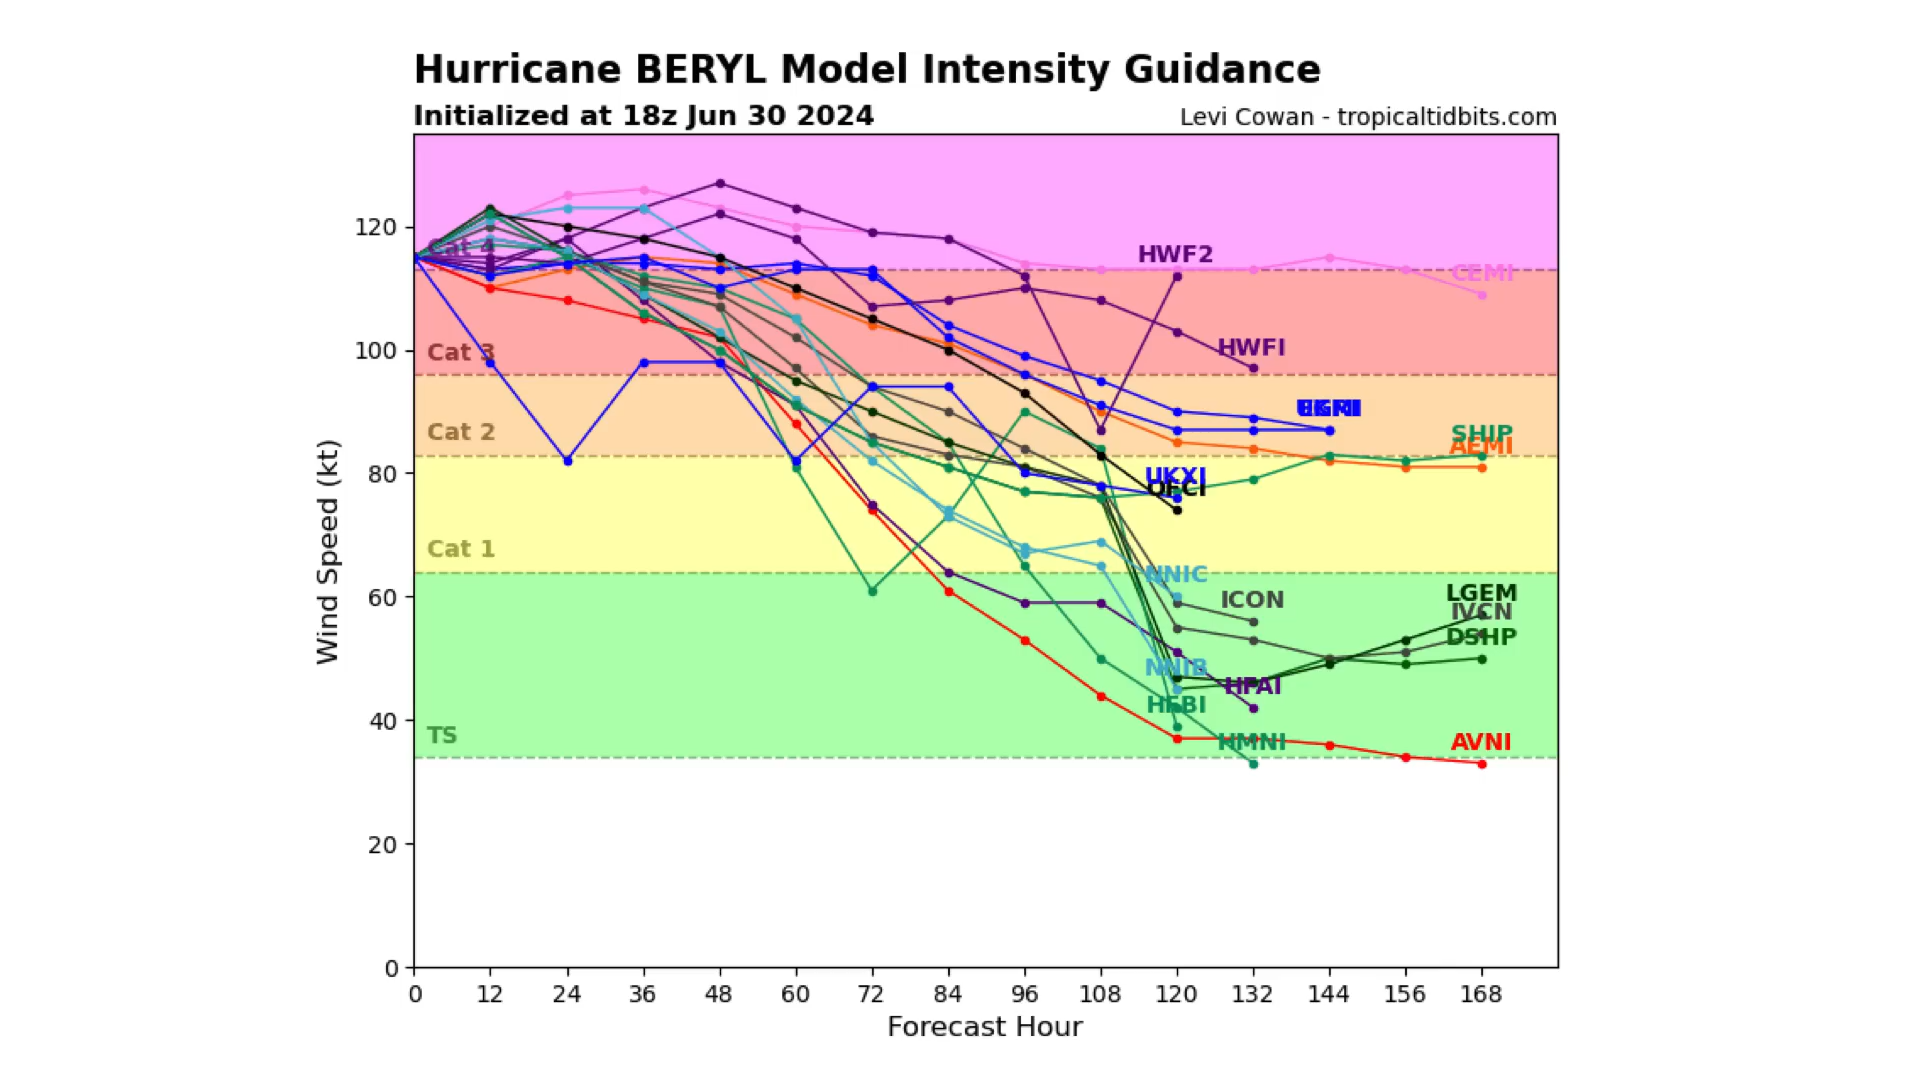 Hurricane BERYL Model Intensity Guidance
Initialized at 18z Jun 30 2024
Levi Cowan - tropicaltidbits.com
Wind Speed (kt)
120
100
80
60
40
20
0
Cat 4
Cat 3
Cat 2
Cat 1
TS
HWF2
CEMI
HWFI
SHIP
AEMI
UKXI
OFCI
NNIC
ICON
LGEM
IVCN
DSHP
NNIB
HFAI
HFBI
HMNI
AVNI
0 12 24 36 48 60 72 84 96 108 120 132 144 156 168
Forecast Hour